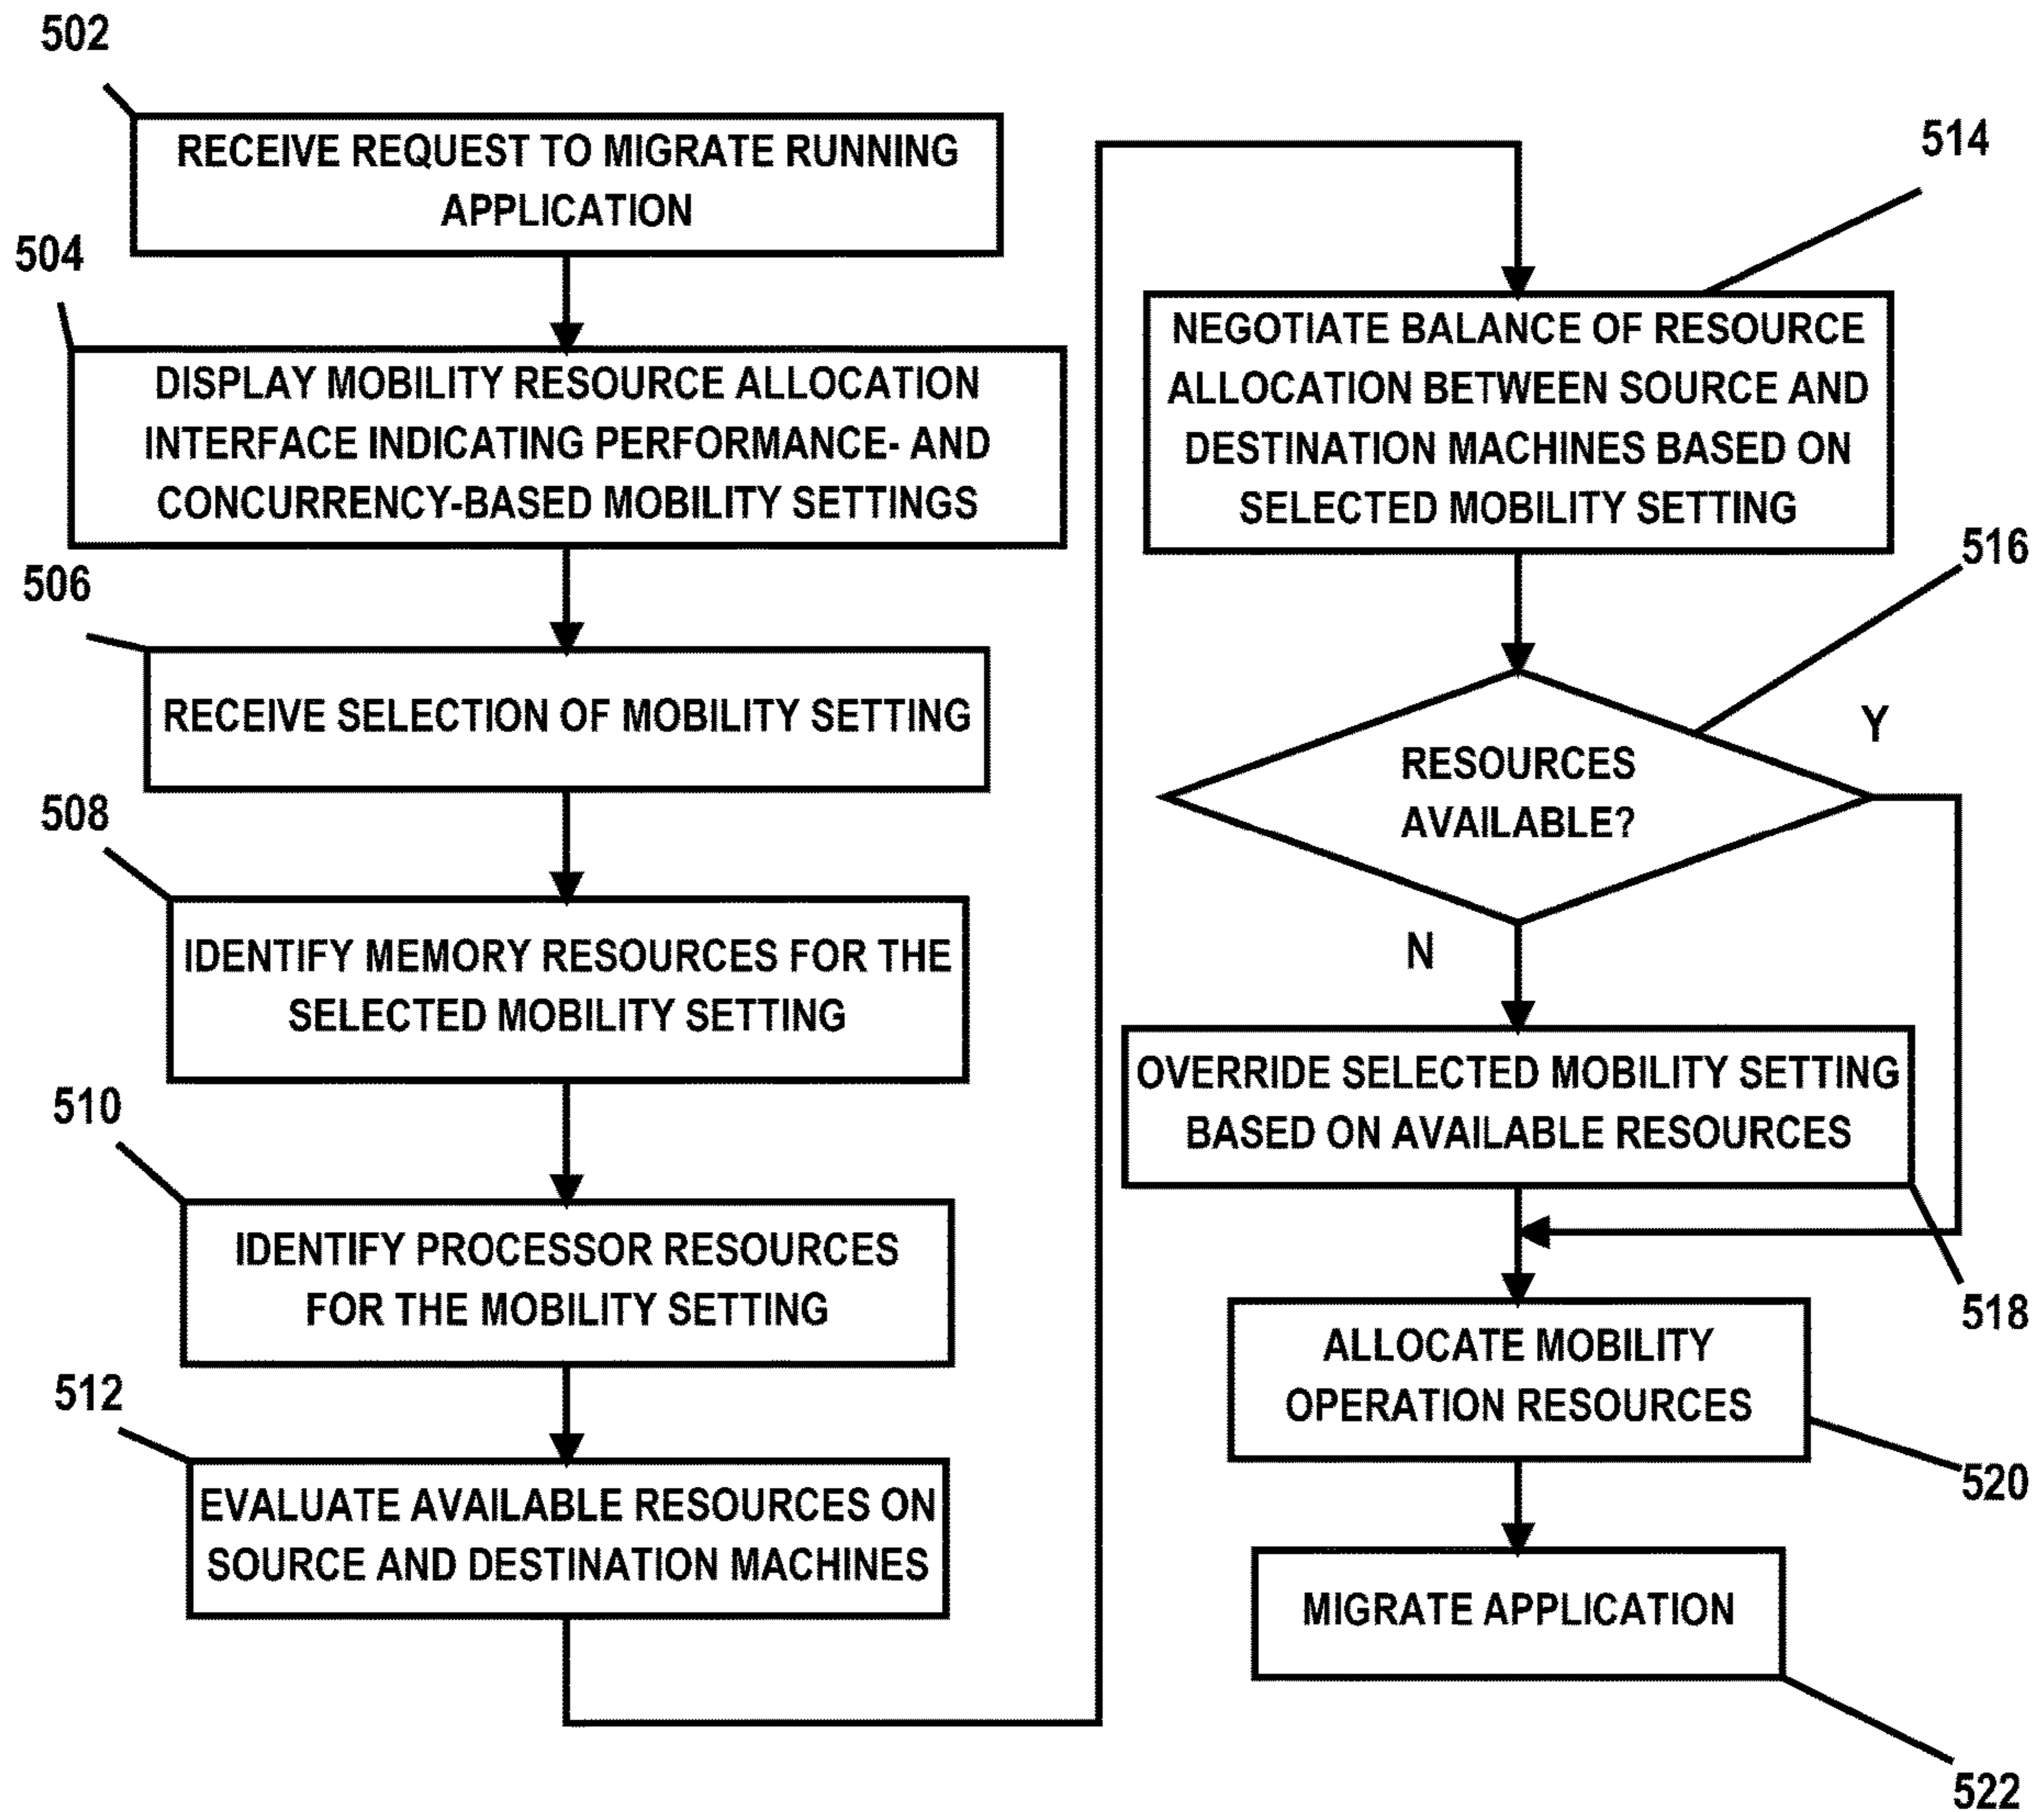 502
RECEIVE REQUEST TO MIGRATE RUNNING
APPLICATION
504
DISPLAY MOBILITY RESOURCE ALLOCATION
INTERFACE INDICATING PERFORMANCE- AND
CONCURRENCY-BASED MOBILITY SETTINGS
506
RECEIVE SELECTION OF MOBILITY SETTING
508
IDENTIFY MEMORY RESOURCES FOR THE
SELECTED MOBILITY SETTING
510
IDENTIFY PROCESSOR RESOURCES
FOR THE MOBILITY SETTING
512
EVALUATE AVAILABLE RESOURCES ON
SOURCE AND DESTINATION MACHINES
514
NEGOTIATE BALANCE OF RESOURCE
ALLOCATION BETWEEN SOURCE AND
DESTINATION MACHINES BASED ON
SELECTED MOBILITY SETTING
516
RESOURCES
AVAILABLE?
Y
N
OVERRIDE SELECTED MOBILITY SETTING
BASED ON AVAILABLE RESOURCES
518
ALLOCATE MOBILITY
OPERATION RESOURCES
520
MIGRATE APPLICATION
522